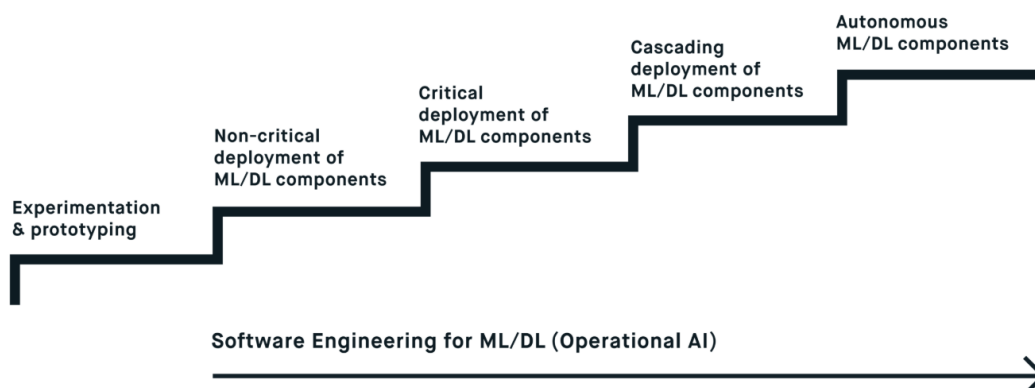 Autonomous
ML/DL components
Cascading
deployment of
ML/DL components
Critical
deployment of
ML/DL components
Non-critical
deployment of
ML/DL components
Experimentation
& prototyping
Software Engineering for ML/DL (Operational AI)